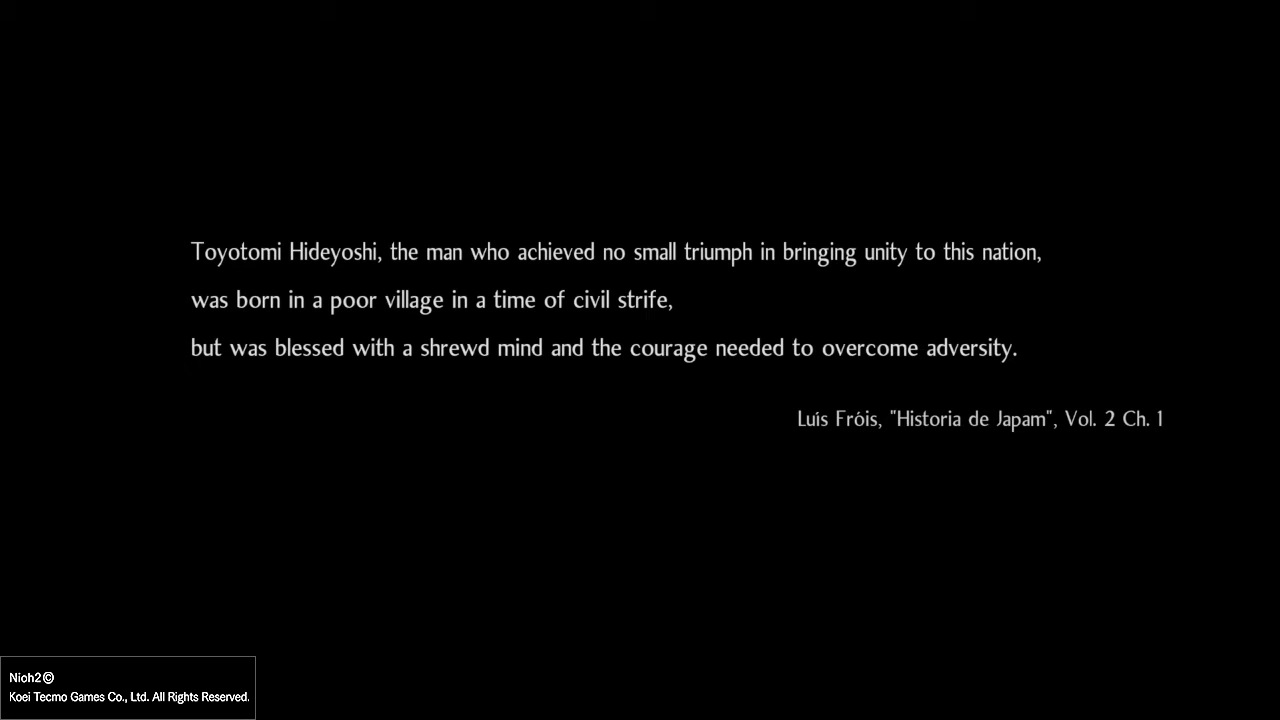 Toyotomi Hideyoshi, the man who achieved no small triumph in bringing unity to this nation,
was born in a poor village in a time of civil strife,
but was blessed with a shrewd mind and the courage needed to overcome adversity.
Luís Fróis, "Historia de Japam", Vol. 2 Ch. 1
Nioh2©
Koei Tecmo Games Co., Ltd. All Rights Reserved.